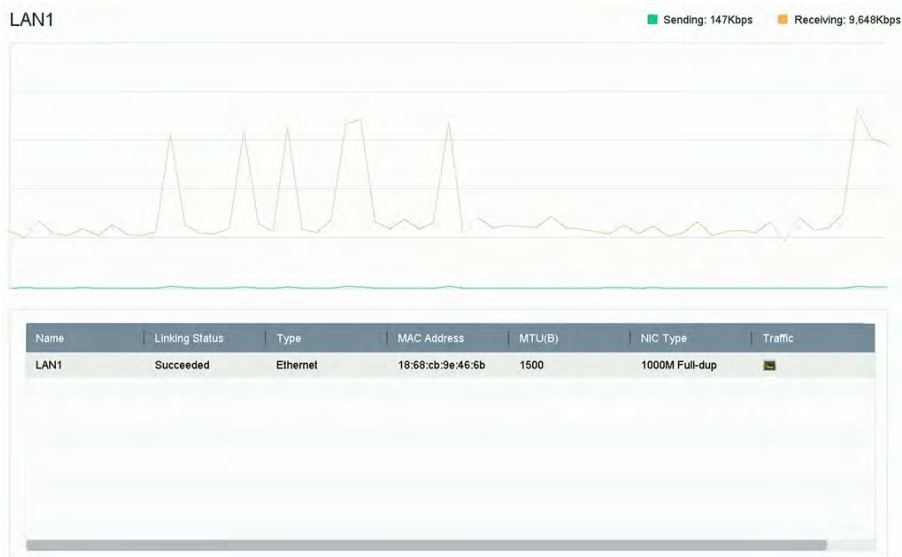 LAN1
Sending: 147Kbps Receiving: 9,648Kbps
Name Linking Status Type MAC Address MTU(B) NIC Type Traffic
LAN1 Succeeded Ethernet 18:68:cb:9e:46:6b 1500 1000M Full-dup